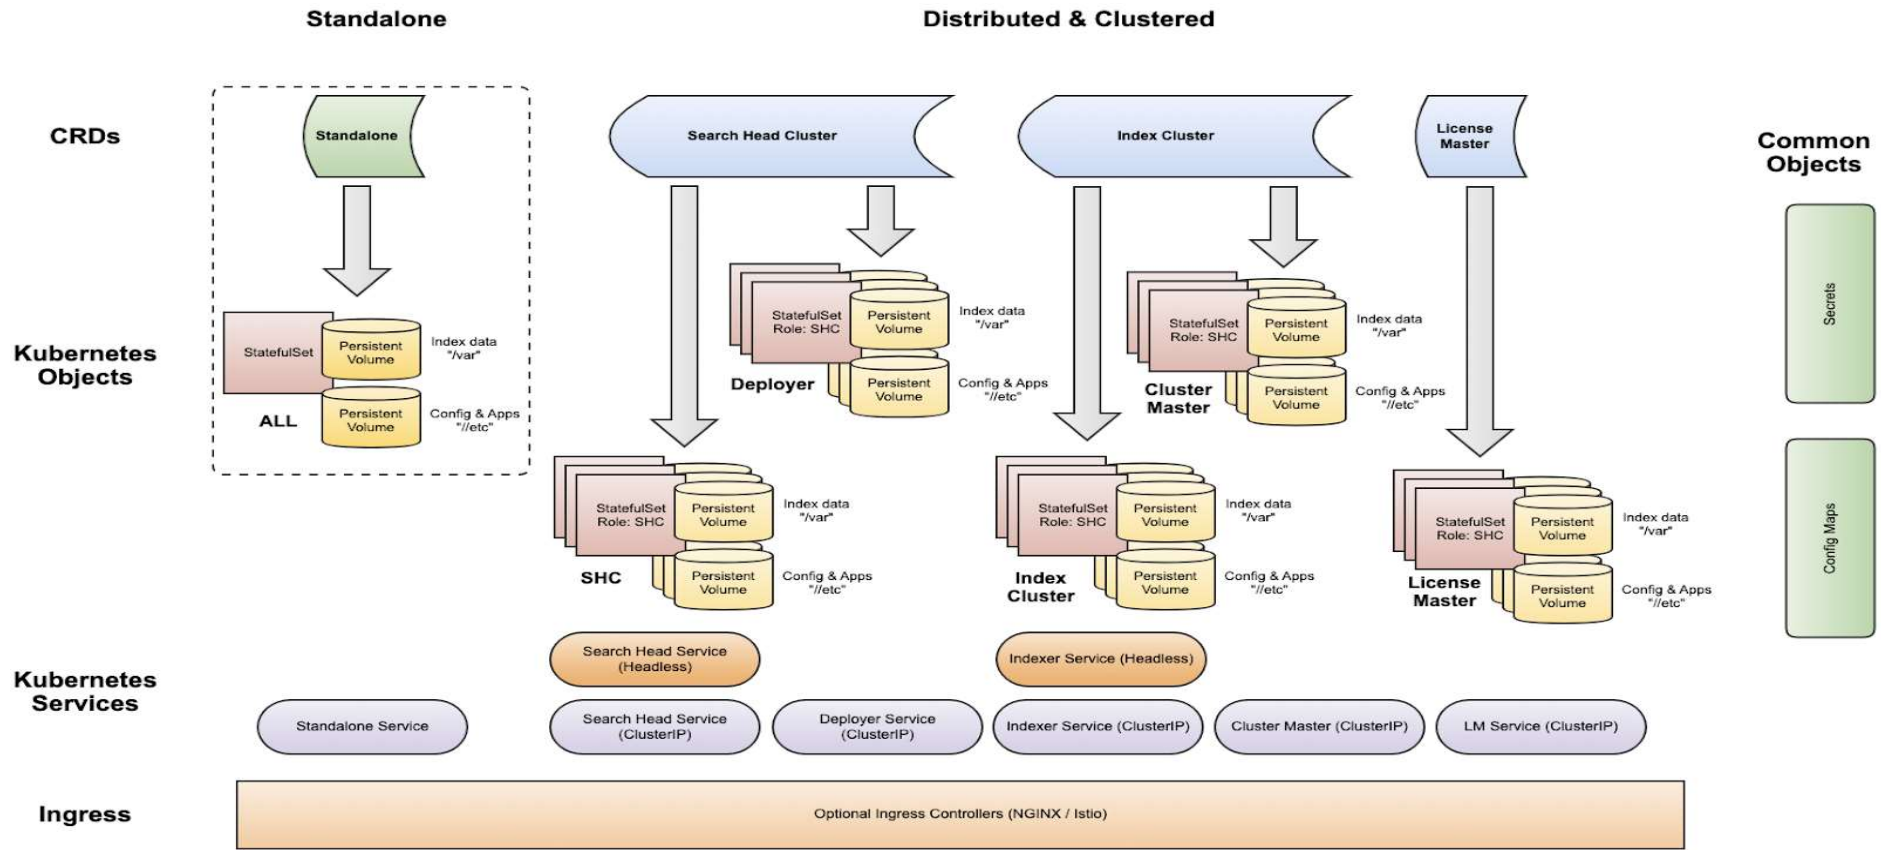 Standalone
Distributed & Clustered
CRDs
Standalone
Search Head Cluster
Index Cluster
License
Master
Common
Objects
Secrets
Config Maps
Kubernetes
Objects
StatefulSet
ALL
Persistent
Volume
Index data
"/var"
Persistent
Volume
Config & Apps
"//etc"
StatefulSet
Role: SHC
Deployer
Persistent
Volume
Index data
"/var"
Persistent
Volume
Config & Apps
"//etc"
StatefulSet
Role: SHC
Cluster
Master
Persistent
Volume
Index data
"/var"
Persistent
Volume
Config & Apps
"//etc"
StatefulSet
Role: SHC
SHC
Persistent
Volume
Index data
"/var"
Persistent
Volume
Config & Apps
"//etc"
StatefulSet
Role: SHC
Index
Cluster
Persistent
Volume
Index data
"/var"
Persistent
Volume
Config & Apps
"//etc"
StatefulSet
Role: SHC
License
Master
Persistent
Volume
Index data
"/var"
Persistent
Volume
Config & Apps
"//etc"
Kubernetes
Services
Search Head Service
(Headless)
Indexer Service (Headless)
Standalone Service
Search Head Service
(ClusterIP)
Deployer Service
(ClusterIP)
Indexer Service (ClusterIP)
Cluster Master (ClusterIP)
LM Service (ClusterIP)
Ingress
Optional Ingress Controllers (NGINX / Istio)